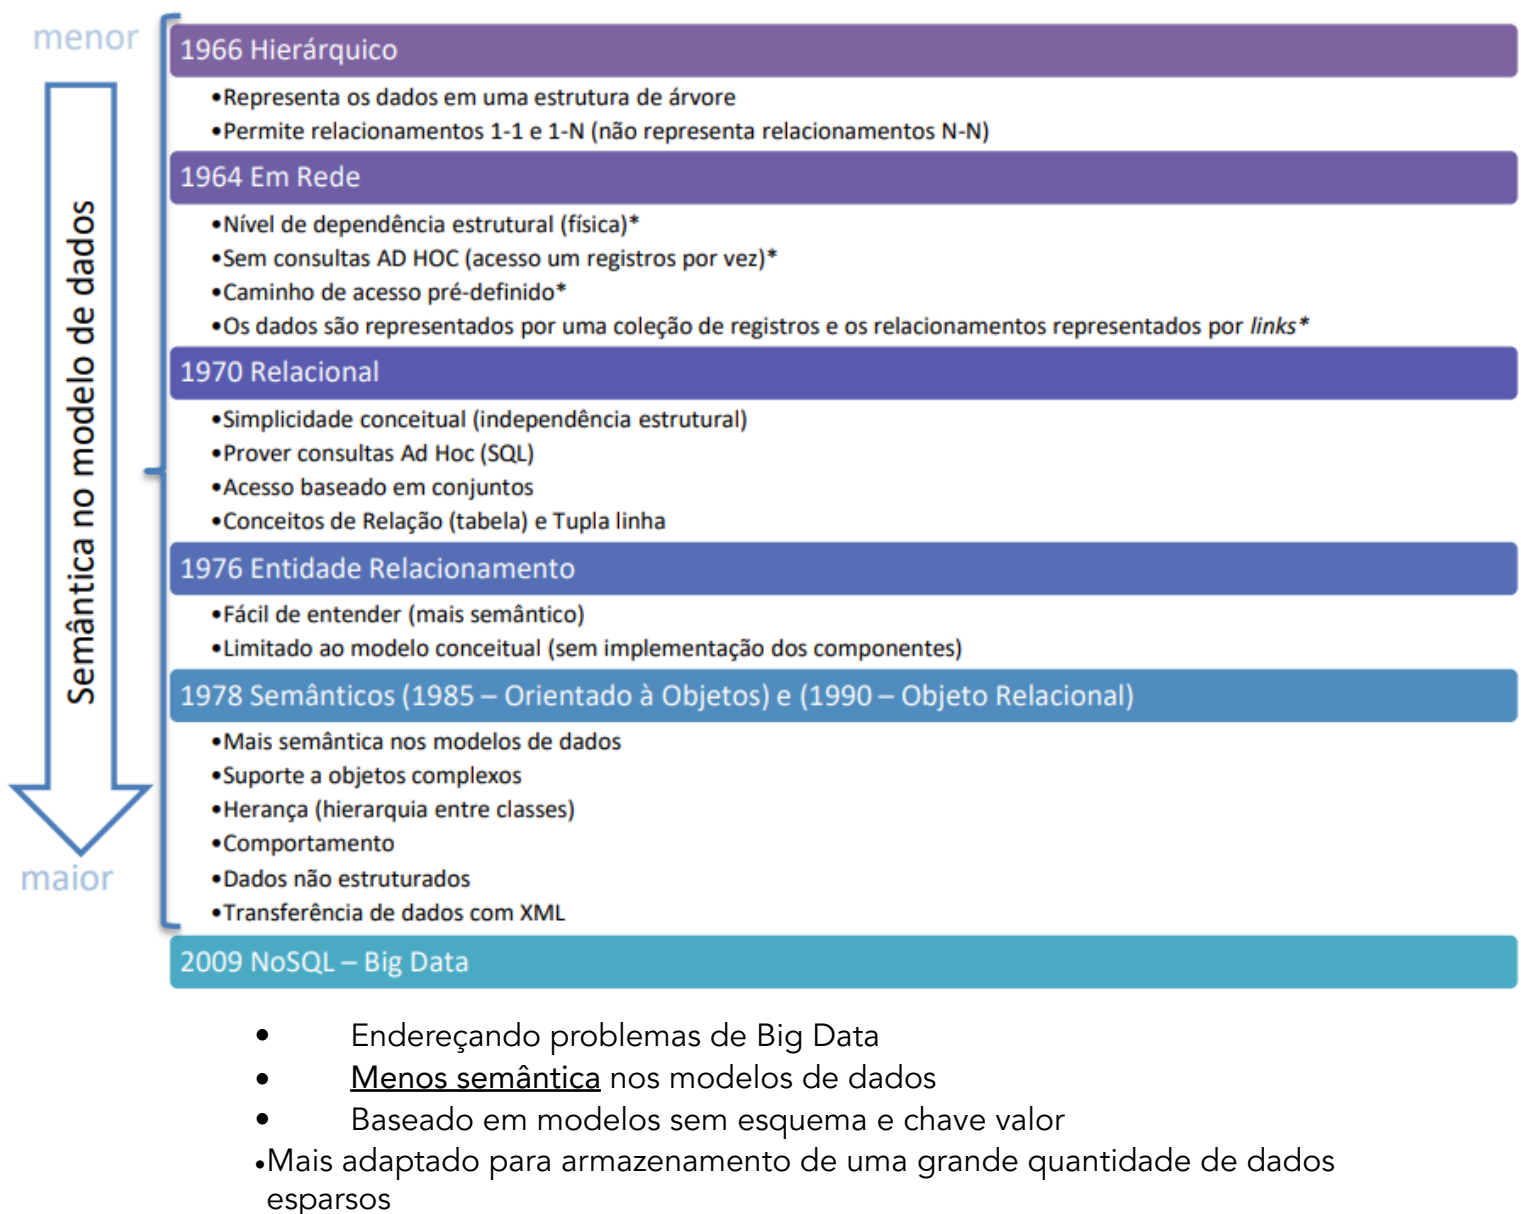 menor
Semântica no modelo de dados
maior
1966 Hierárquico
•Representa os dados em uma estrutura de árvore
•Permite relacionamentos 1-1 e 1-N (não representa relacionamentos N-N)
1964 Em Rede
•Nível de dependência estrutural (física)*
•Sem consultas AD HOC (acesso um registros por vez)*
•Caminho de acesso pré-definido*
•Os dados são representados por uma coleção de registros e os relacionamentos representados por links*
1970 Relacional
•Simplicidade conceitual (independência estrutural)
•Prover consultas Ad Hoc (SQL)
•Acesso baseado em conjuntos
•Conceitos de Relação (tabela) e Tupla linha
1976 Entidade Relacionamento
•Fácil de entender (mais semântico)
•Limitado ao modelo conceitual (sem implementação dos componentes)
1978 Semânticos (1985 – Orientado à Objetos) e (1990 – Objeto Relacional)
•Mais semântica nos modelos de dados
•Suporte a objetos complexos
•Herança (hierarquia entre classes)
•Comportamento
•Dados não estruturados
•Transferência de dados com XML
2009 NoSQL – Big Data
• Endereçando problemas de Big Data
• Menos semântica nos modelos de dados
• Baseado em modelos sem esquema e chave valor
•Mais adaptado para armazenamento de uma grande quantidade de dados
esparsos